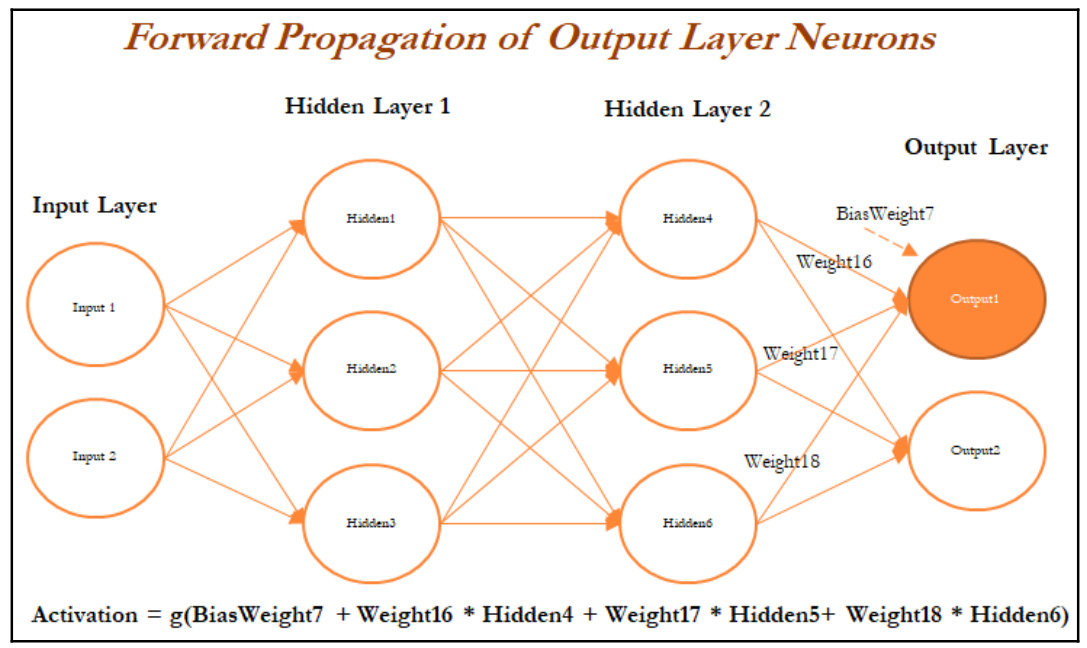 Forward Propagation of Output Layer Neurons
Hidden Layer 1
Hidden Layer 2
Output Layer
Input Layer
Hidden1
Hidden4
BiasWeight7
Weight16
Input 1
Output1
Hidden2
Hidden5
Weight17
Input 2
Output2
Weight18
Hidden3
Hidden6
Activation = g(BiasWeight7 + Weight16 * Hidden4 + Weight17 * Hidden5+ Weight18 * Hidden6)